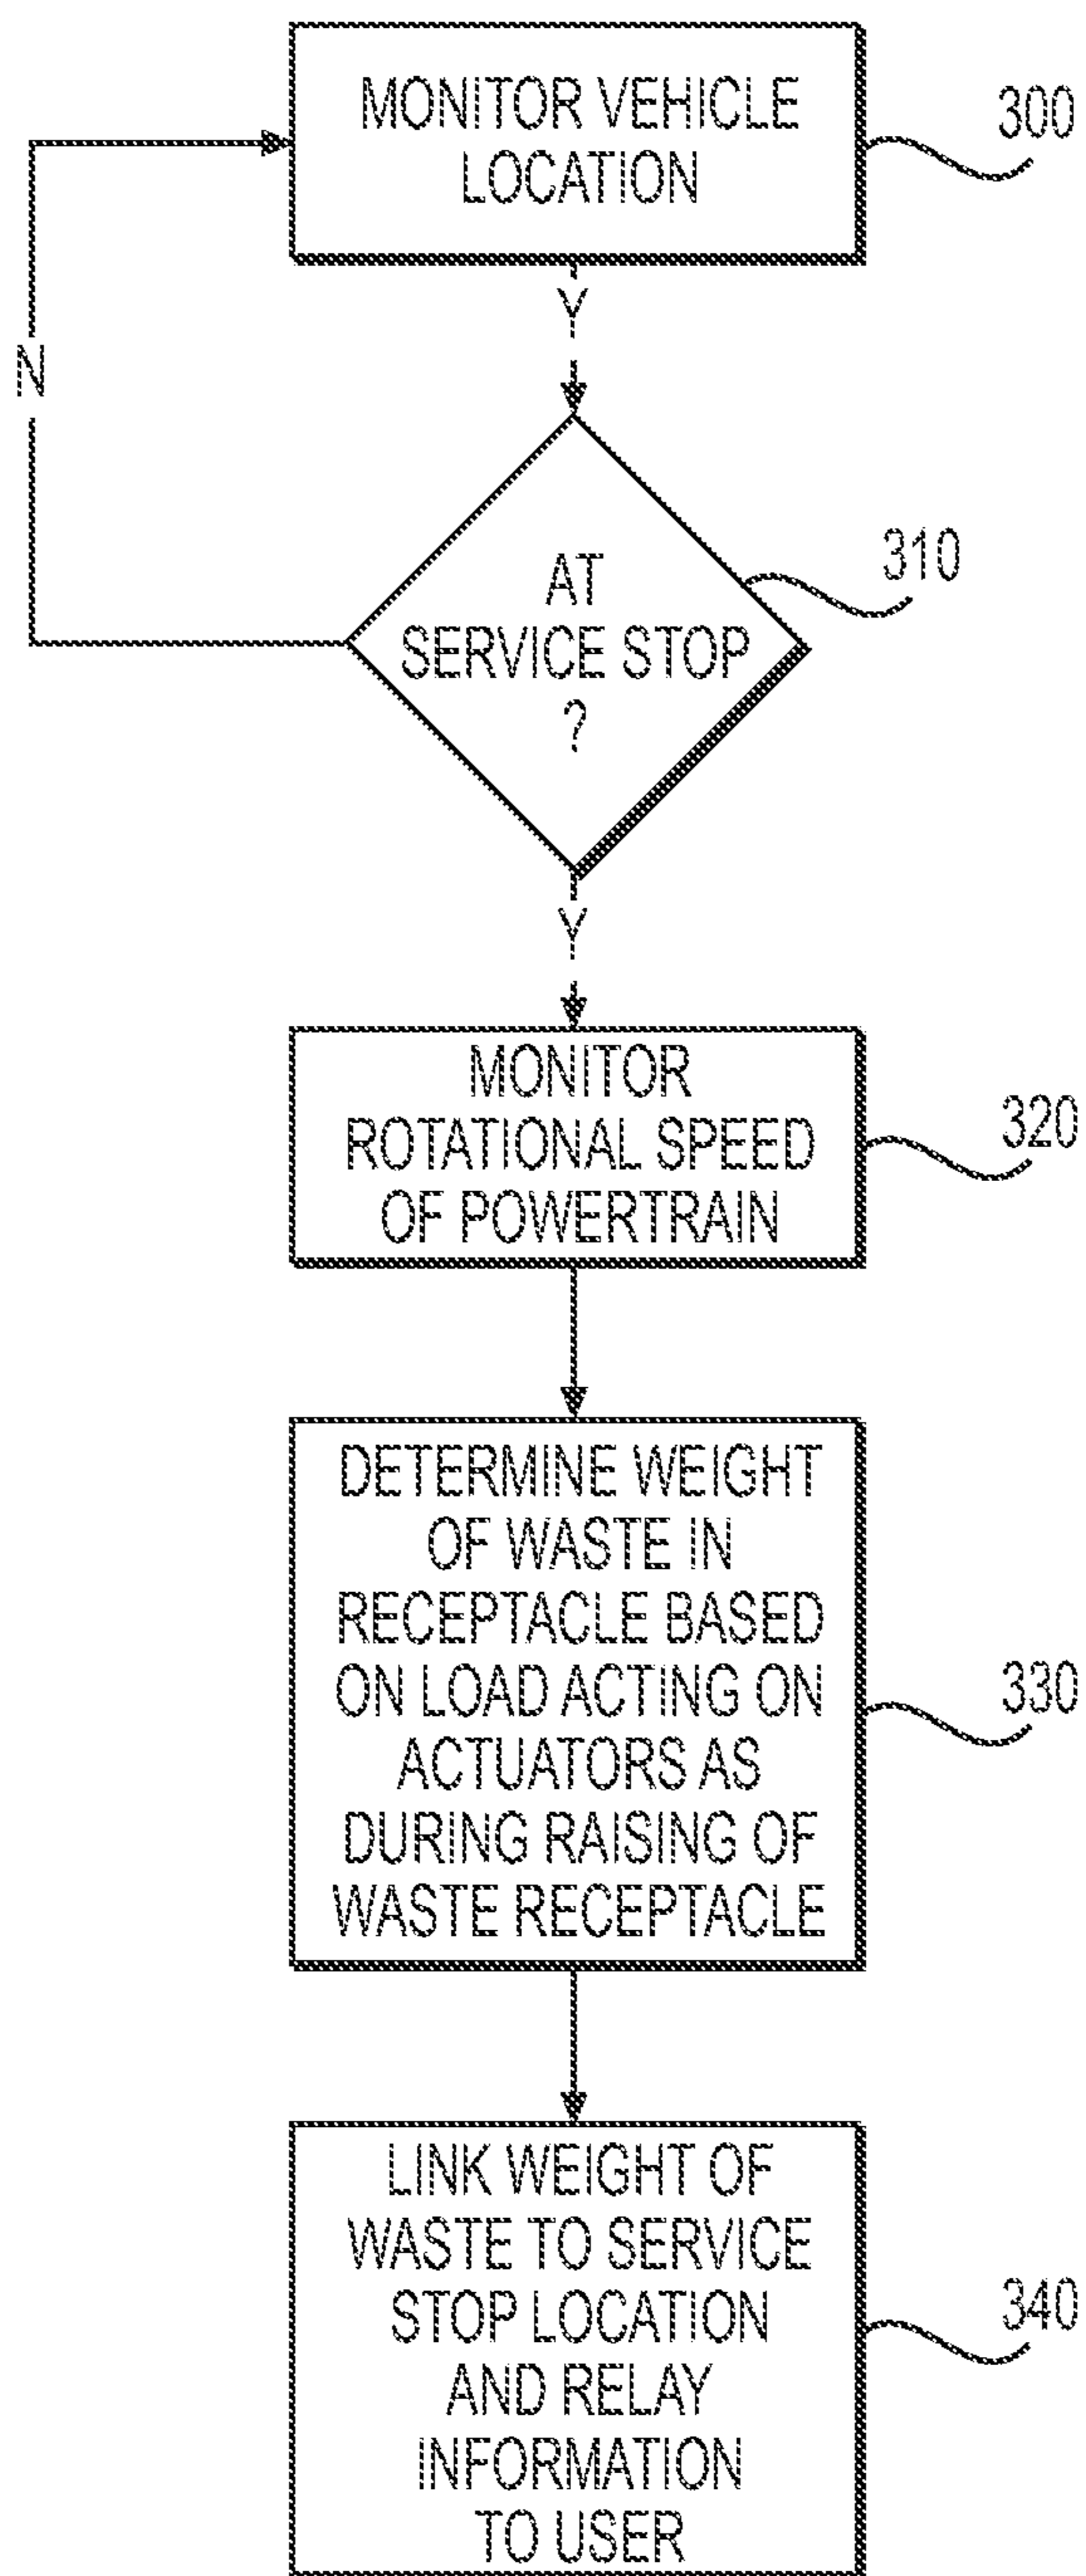 MONITOR VEHICLE
LOCATION
300
Y
N
AT
SERVICE STOP
?
310
Y
MONITOR
ROTATIONAL SPEED
OF POWERTRAIN
320
DETERMINE WEIGHT
OF WASTE IN
RECEPTACLE BASED
ON LOAD ACTING ON
ACTUATORS AS
DURING RAISING OF
WASTE RECEPTACLE
330
LINK WEIGHT OF
WASTE TO SERVICE
STOP LOCATION
AND RELAY
INFORMATION
TO USER
340